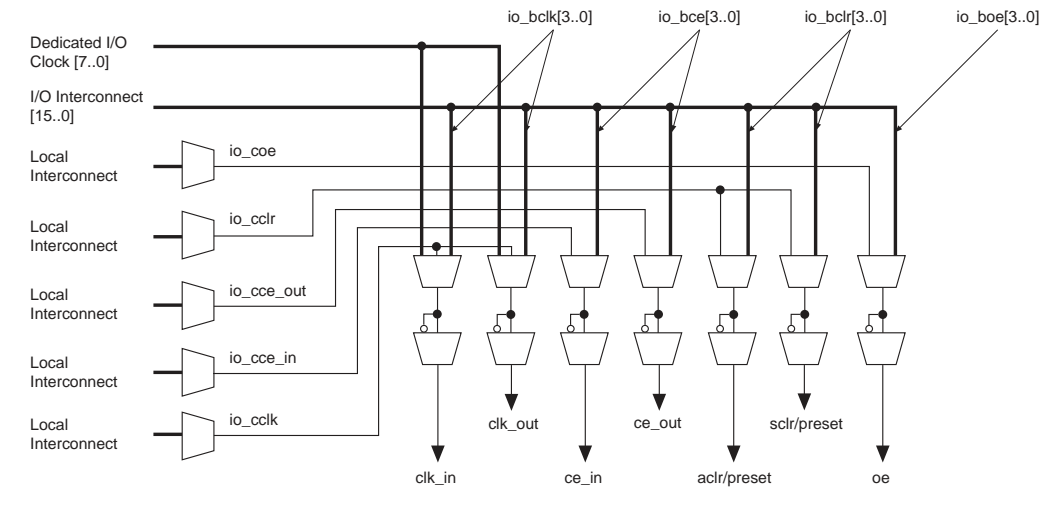 io_bclk[3..0]
io_bce[3..0]
io_bclr[3..0]
io_boe[3..0]
Dedicated I/O
Clock [7..0]
I/O Interconnect
[15..0]
Local
Interconnect
io_coe
Local
Interconnect
io_cclr
Local
Interconnect
io_cce_out
Local
Interconnect
io_cce_in
Local
Interconnect
io_cclk
clk_out
ce_out
sclr/preset
clk_in
ce_in
aclr/preset
oe